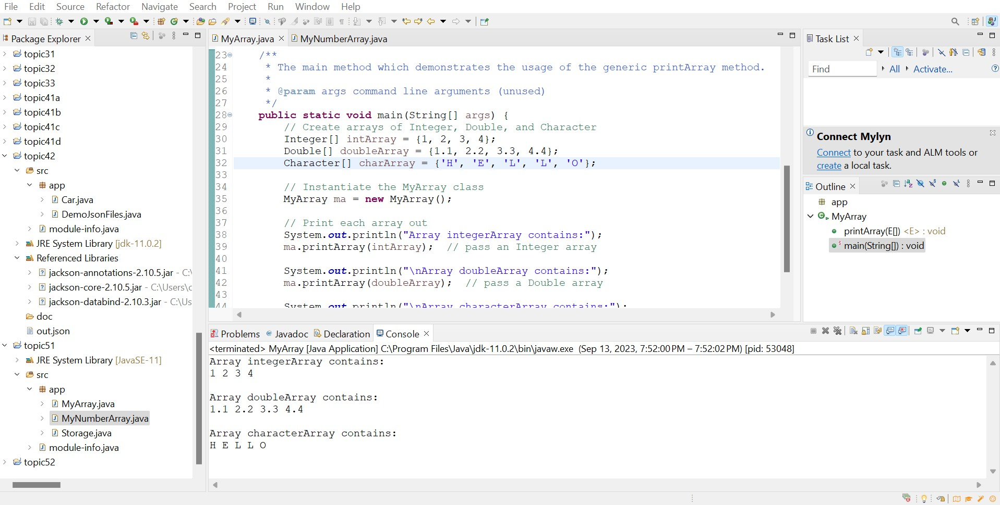 File Edit Source Refactor Navigate Search Project Run Window Help
Package Explorer
topic31
topic32
topic33
topic41a
topic41b
topic41c
topic41d
topic42
src
app
Car.java
DemoJsonFiles.java
module-info.java
JRE System Library [jdk-11.0.2]
Referenced Libraries
jackson-annotations-2.10.5.jar - C:\
jackson-core-2.10.5.jar - C:\Users\c
jackson-databind-2.10.3.jar - C:\Us
doc
out.json
topic51
JRE System Library [JavaSE-11]
src
app
MyArray.java
MyNumberArray.java
Storage.java
module-info.java
topic52
MyArray.java MyNumberArray.java
23 /**
24 * The main method which demonstrates the usage of the generic printArray method.
25 *
26 * @param args command line arguments (unused)
27 */
28 public static void main(String[] args) {
29 // Create arrays of Integer, Double, and Character
30 Integer[] intArray = {1, 2, 3, 4};
31 Double[] doubleArray = {1.1, 2.2, 3.3, 4.4};
32 Character[] charArray = {'H', 'E', 'L', 'L', 'O'};
33
34 // Instantiate the MyArray class
35 MyArray ma = new MyArray();
36
37 // Print each array out
38 System.out.println("Array integerArray contains:");
39 ma.printArray(intArray); // pass an Integer array
40
41 System.out.println("\nArray doubleArray contains:");
42 ma.printArray(doubleArray); // pass a Double array
43
44 System.out.println("\nArray characterArray contains:");
Problems Javadoc Declaration Console
<terminated> MyArray [Java Application] C:\Program Files\Java\jdk-11.0.2\bin\javaw.exe (Sep 13, 2023, 7:52:00 PM – 7:52:02 PM) [pid: 53048]
Array integerArray contains:
1 2 3 4
Array doubleArray contains:
1.1 2.2 3.3 4.4
Array characterArray contains:
H E L L O
Task List
Find All Activate...
Connect Mylyn
Connect to your task and ALM tools or
create a local task.
Outline
app
MyArray
printArray(E[]) <E> : void
main(String[]) : void